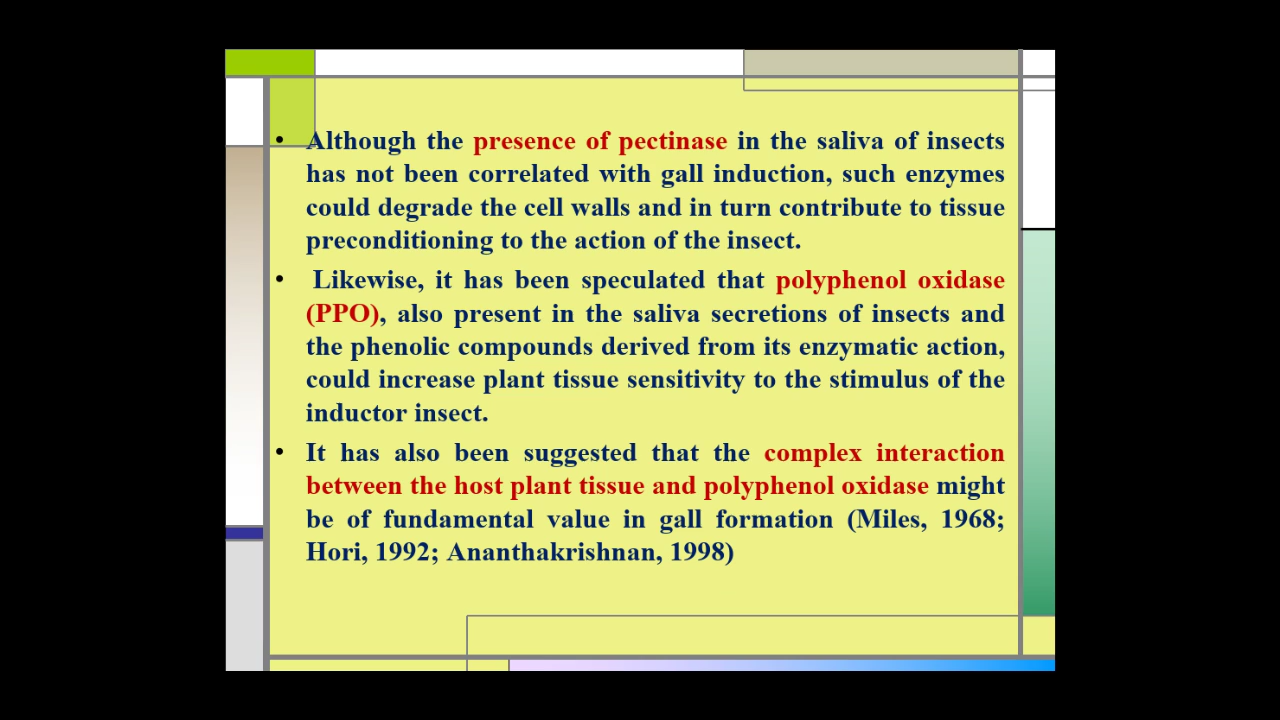 • Although the presence of pectinase in the saliva of insects
has not been correlated with gall induction, such enzymes
could degrade the cell walls and in turn contribute to tissue
preconditioning to the action of the insect.
• Likewise, it has been speculated that polyphenol oxidase
(PPO), also present in the saliva secretions of insects and
the phenolic compounds derived from its enzymatic action,
could increase plant tissue sensitivity to the stimulus of the
inductor insect.
• It has also been suggested that the complex interaction
between the host plant tissue and polyphenol oxidase might
be of fundamental value in gall formation (Miles, 1968;
Hori, 1992; Ananthakrishnan, 1998)